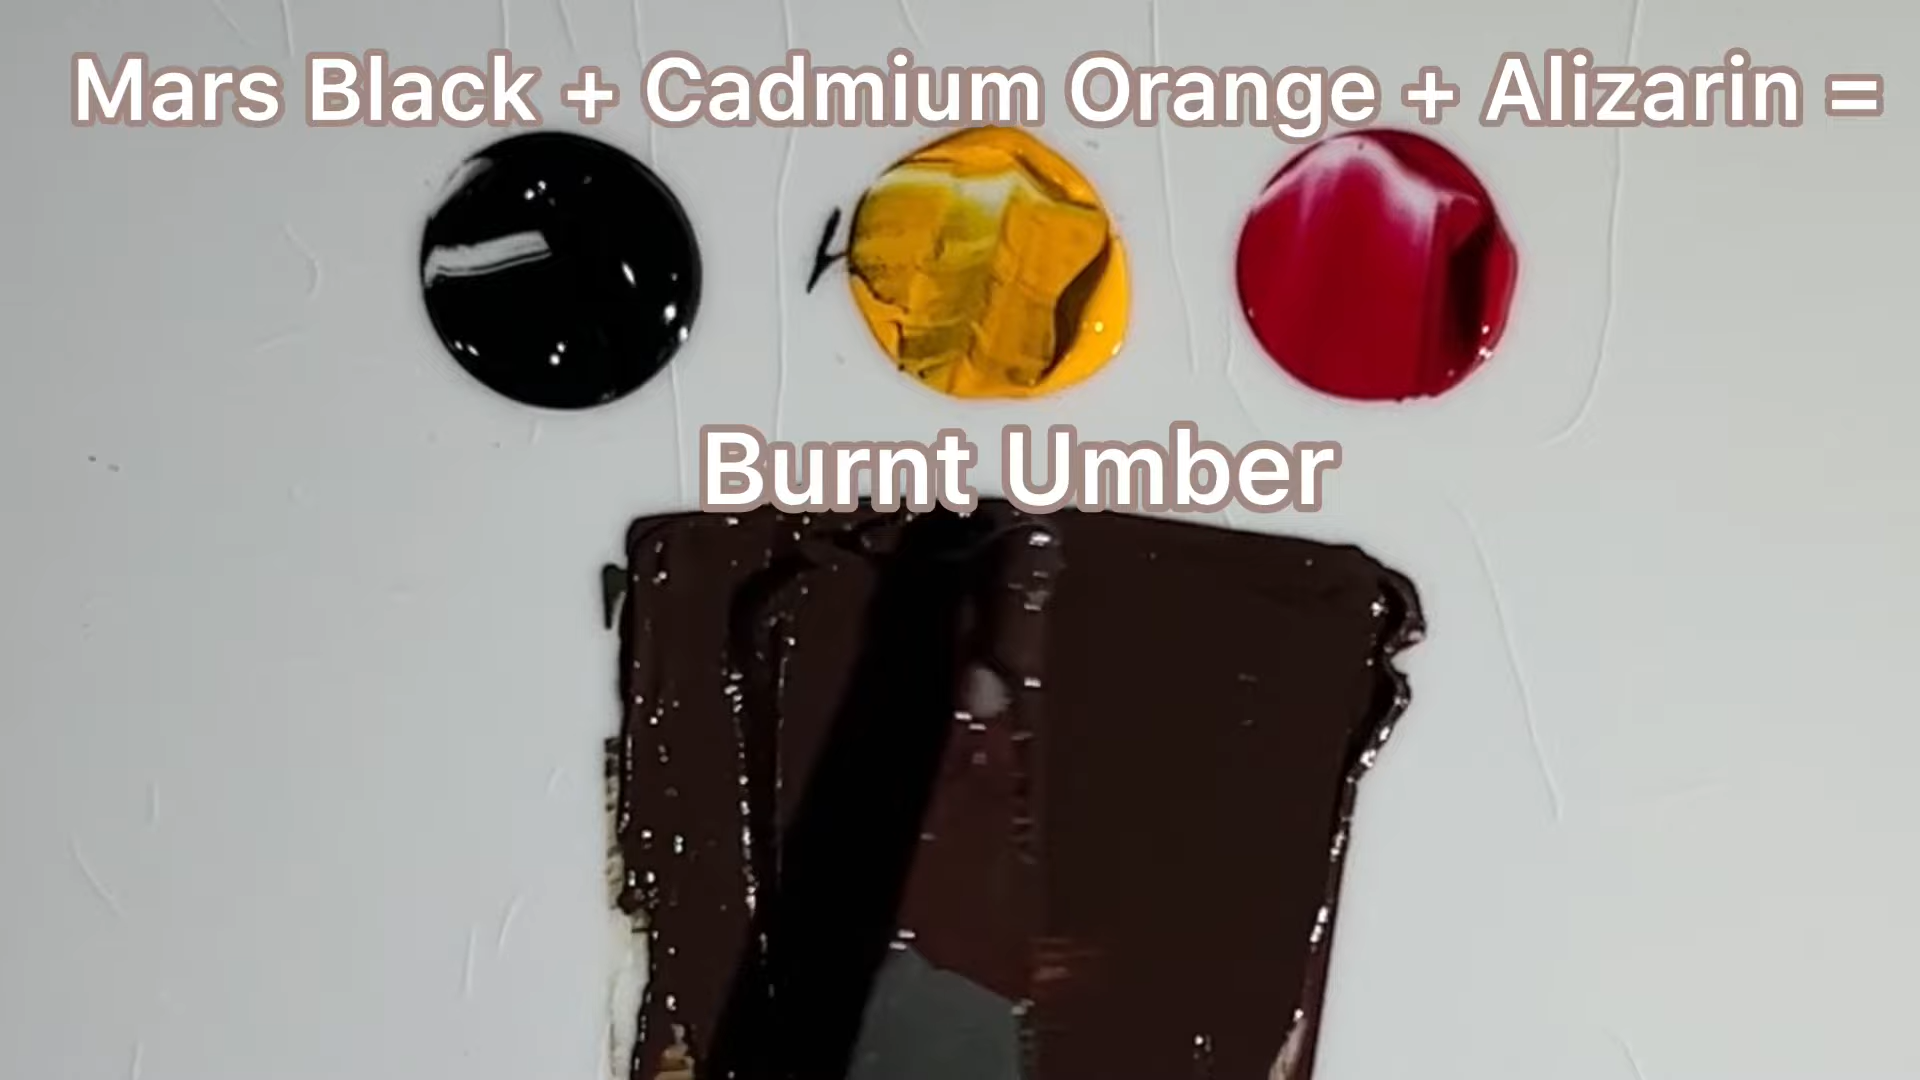 Mars Black + Cadmium Orange + Alizarin =
Burnt Umber